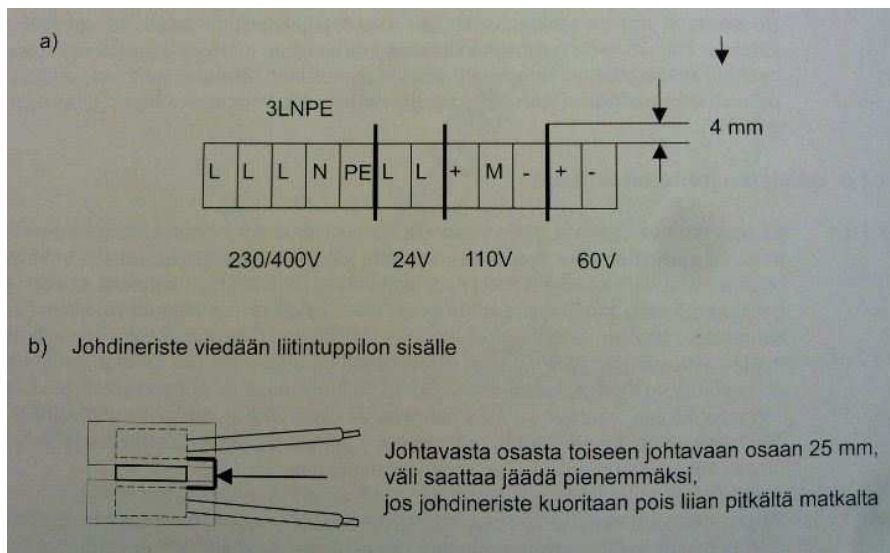 a)
3LNPE
4 mm
L L L N PE L L + M - + -
230/400V 24V 110V 60V
b) Johdineriste viedään liitintuppilon sisälle
Johtavasta osasta toiseen johtavaan osaan 25 mm,
väli saattaa jäädä pienemmäksi,
jos johdineriste kuoritaan pois liian pitkältä matkalta